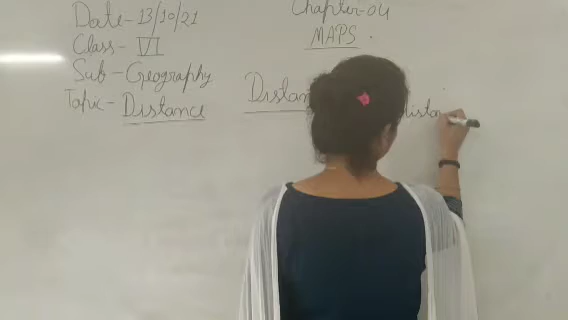 Date-13/10/21
Chapter-04
Class- VI
MAPS.
Sub-Geography
Topic-Distance